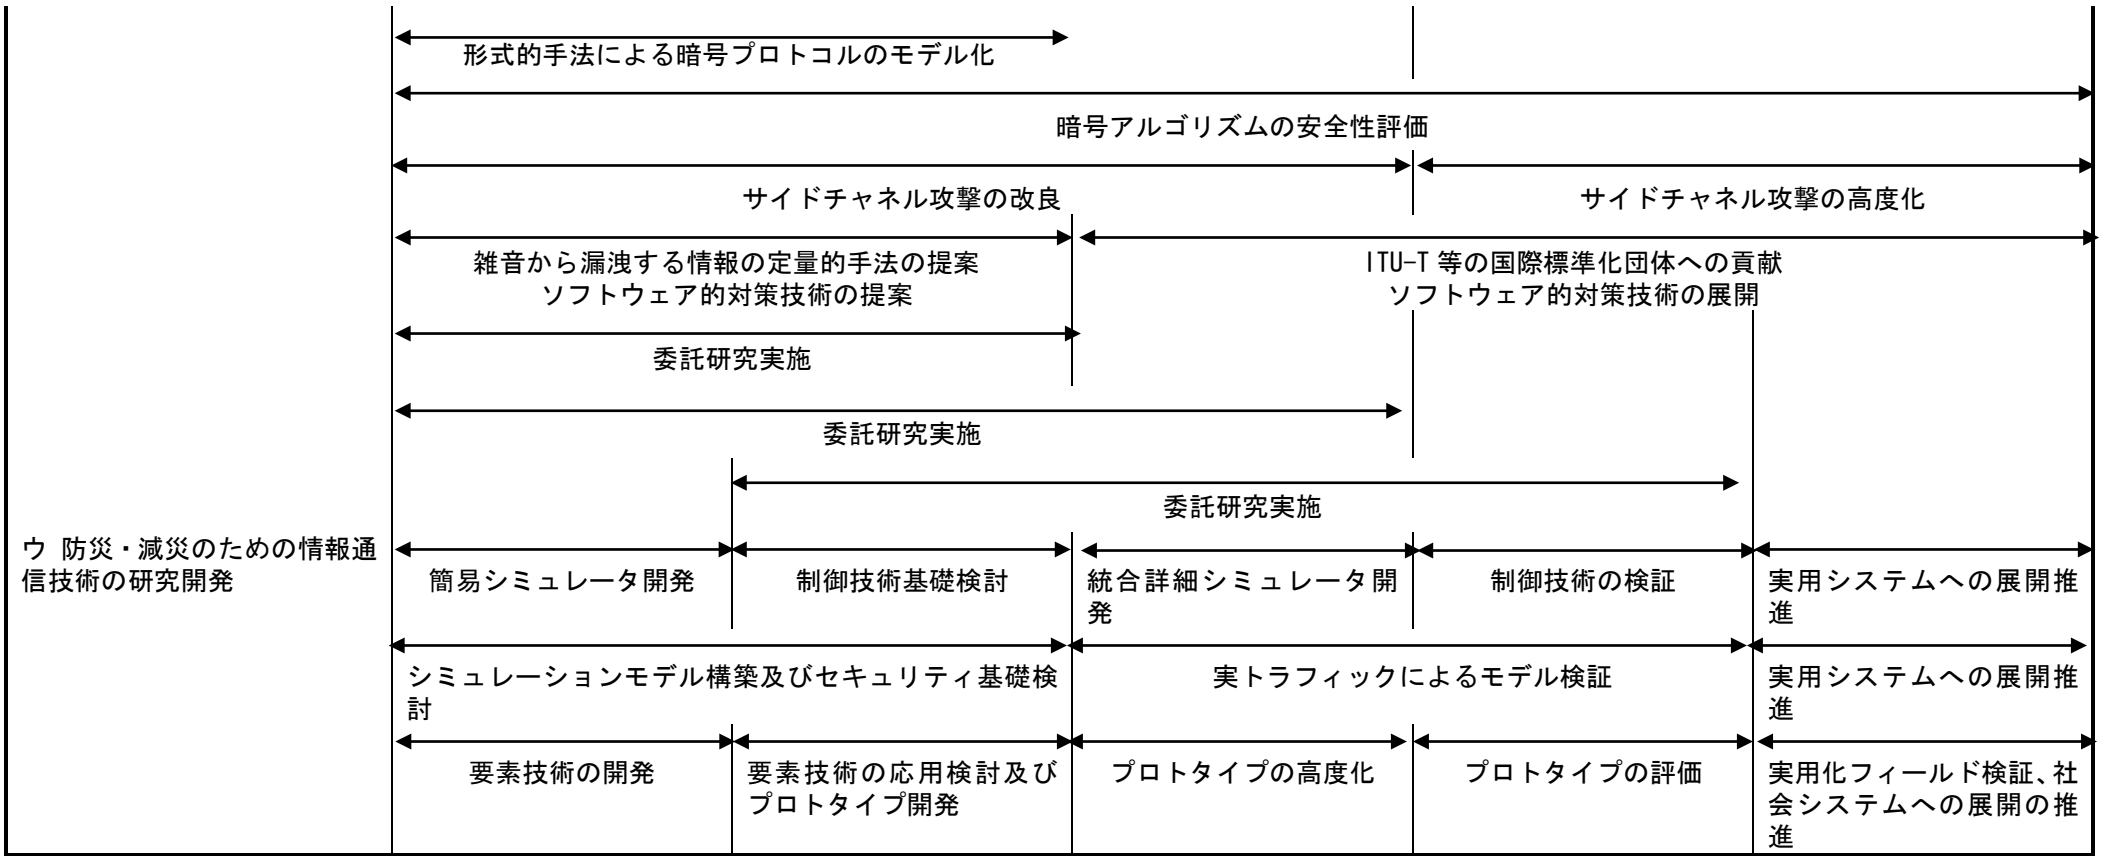 形式的手法による暗号プロトコルのモデル化
暗号アルゴリズムの安全性評価
サイドチャネル攻撃の改良
サイドチャネル攻撃の高度化
雑音から漏洩する情報の定量的手法の提案
ソフトウェア的対策技術の提案
ITU-T 等の国際標準化団体への貢献
ソフトウェア的対策技術の展開
委託研究実施
委託研究実施
委託研究実施
ウ 防災・減災のための情報通
信技術の研究開発
簡易シミュレータ開発
制御技術基礎検討
統合詳細シミュレータ開
発
制御技術の検証
実用システムへの展開推
進
シミュレーションモデル構築及びセキュリティ基礎検
討
実トラフィックによるモデル検証
実用システムへの展開推
進
要素技術の開発
要素技術の応用検討及び
プロトタイプ開発
プロトタイプの高度化
プロトタイプの評価
実用化フィールド検証、社
会システムへの展開の推
進